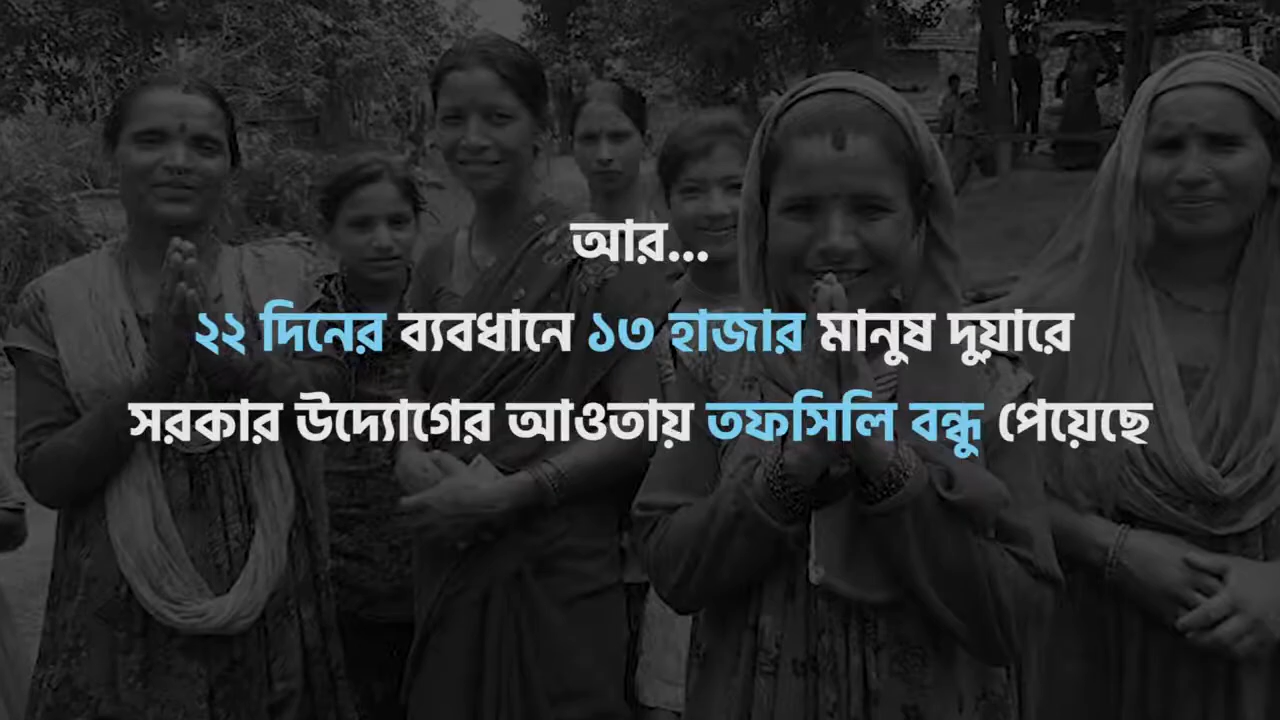 আর...
২২ দিনের ব্যবধানে ১৩ হাজার মানুষ দুয়ারে
সরকার উদ্যোগের আওতায় তফসিলি বন্ধু পেয়েছে